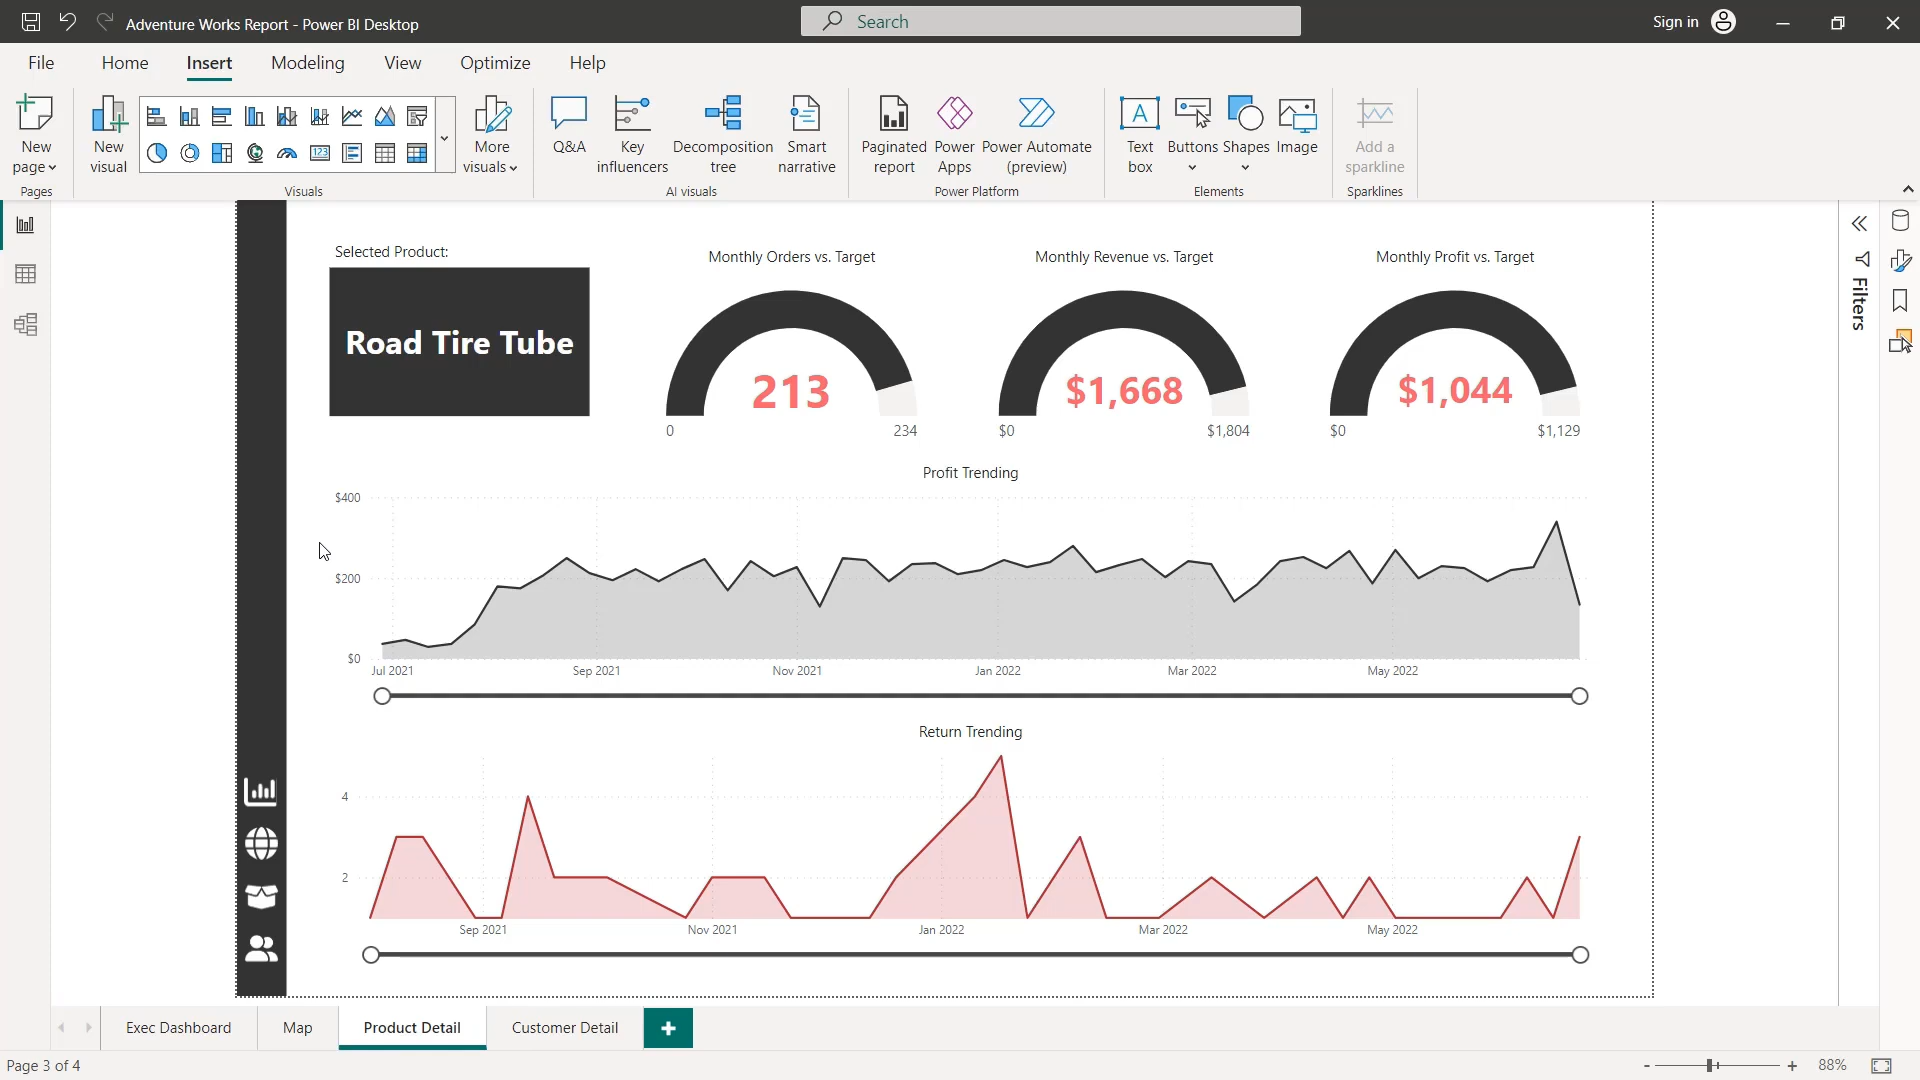 Adventure Works Report - Power BI Desktop
Search
Sign in
File
Home
Insert
Modeling
View
Optimize
Help
New page
Pages
New visual
123
More visuals
Visuals
Q&A
Key influencers
Decomposition tree
Smart narrative
AI visuals
Paginated report
Power Apps
Power Automate (preview)
Power Platform
A
Text box
Buttons
Shapes
Image
Elements
Add a sparkline
Sparklines
Filters
Selected Product:
Road Tire Tube
Monthly Orders vs. Target
213
0
234
Monthly Revenue vs. Target
$1,668
$0
$1,804
Monthly Profit vs. Target
$1,044
$0
$1,129
Profit Trending
$400
$200
$0
Jul 2021
Sep 2021
Nov 2021
Jan 2022
Mar 2022
May 2022
Return Trending
4
2
Sep 2021
Nov 2021
Jan 2022
Mar 2022
May 2022
Exec Dashboard
Map
Product Detail
Customer Detail
+
Page 3 of 4
-
+
88%